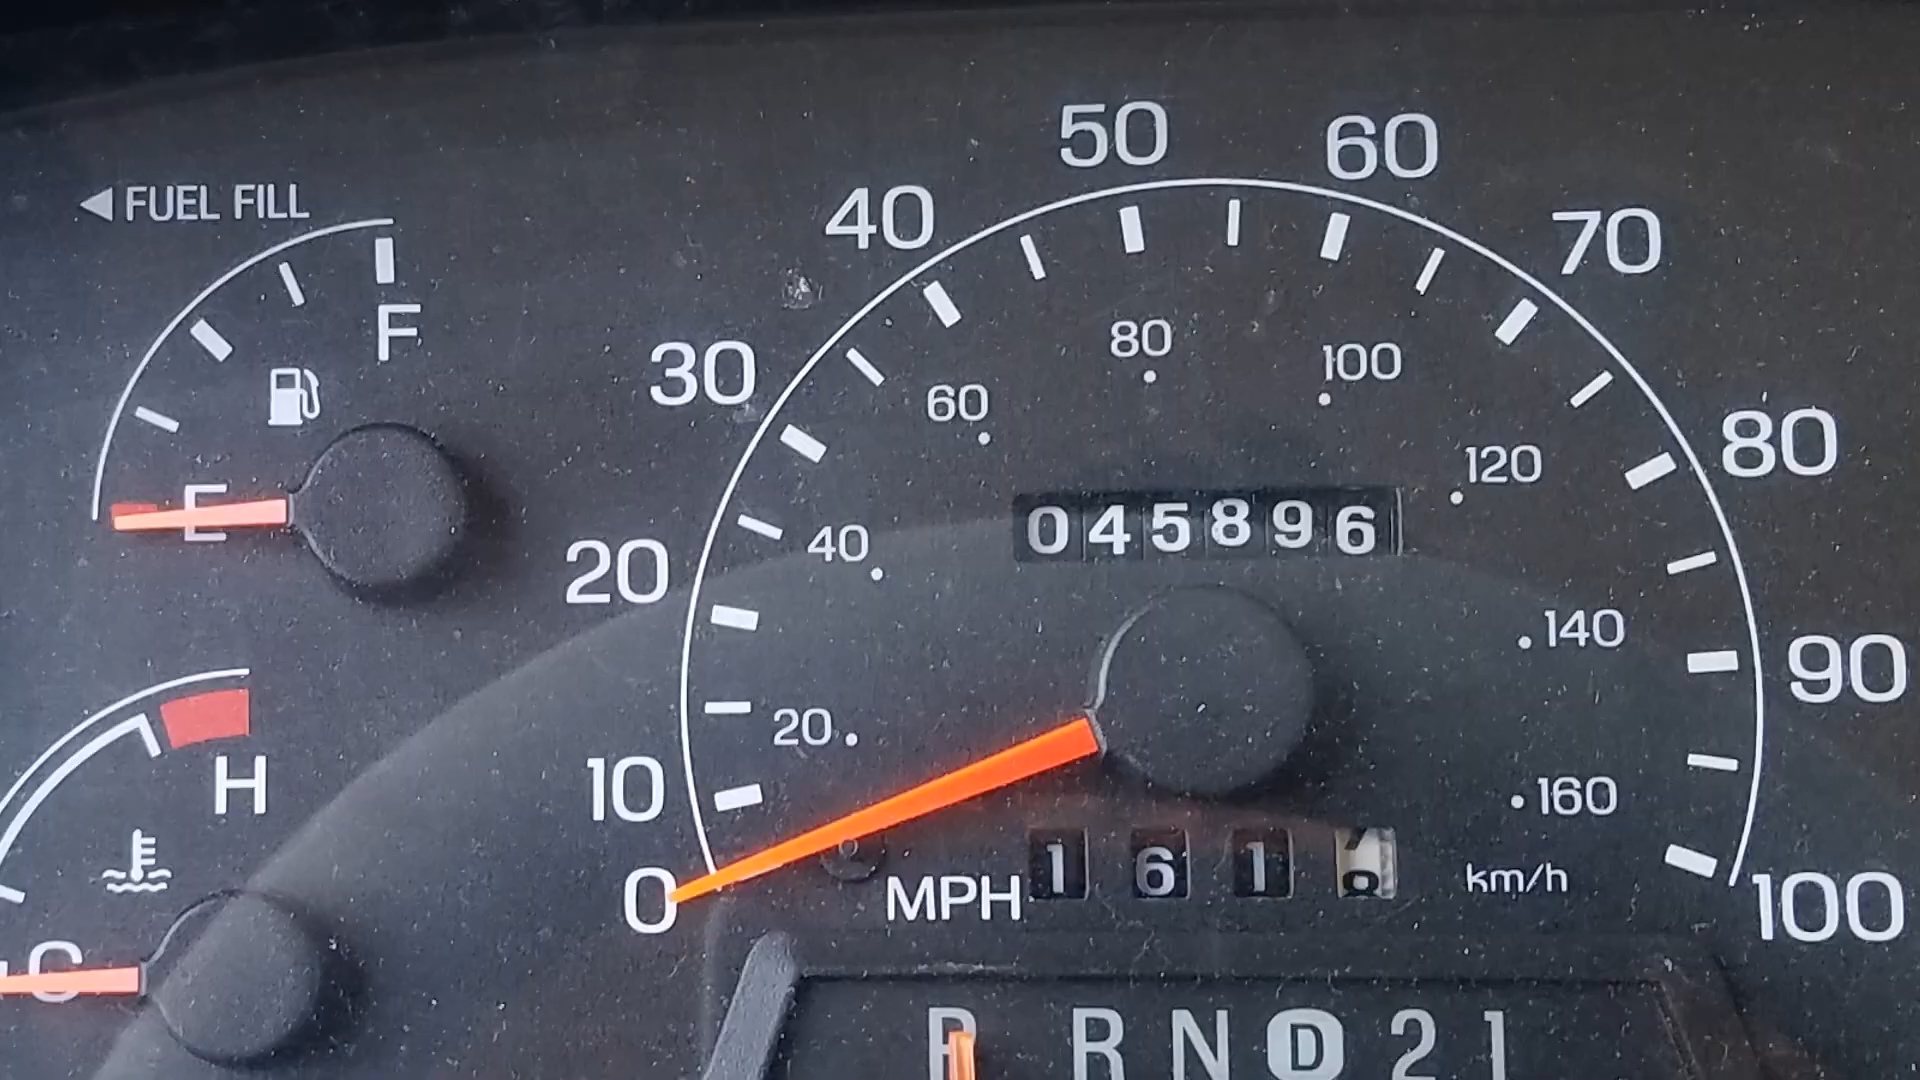 FUEL FILL
F
E
H
C
0 10 20 30 40 50 60 70 80 90 100
20 40 60 80 100 120 140 160
045896
MPH
161
km/h
P R N D 2 1